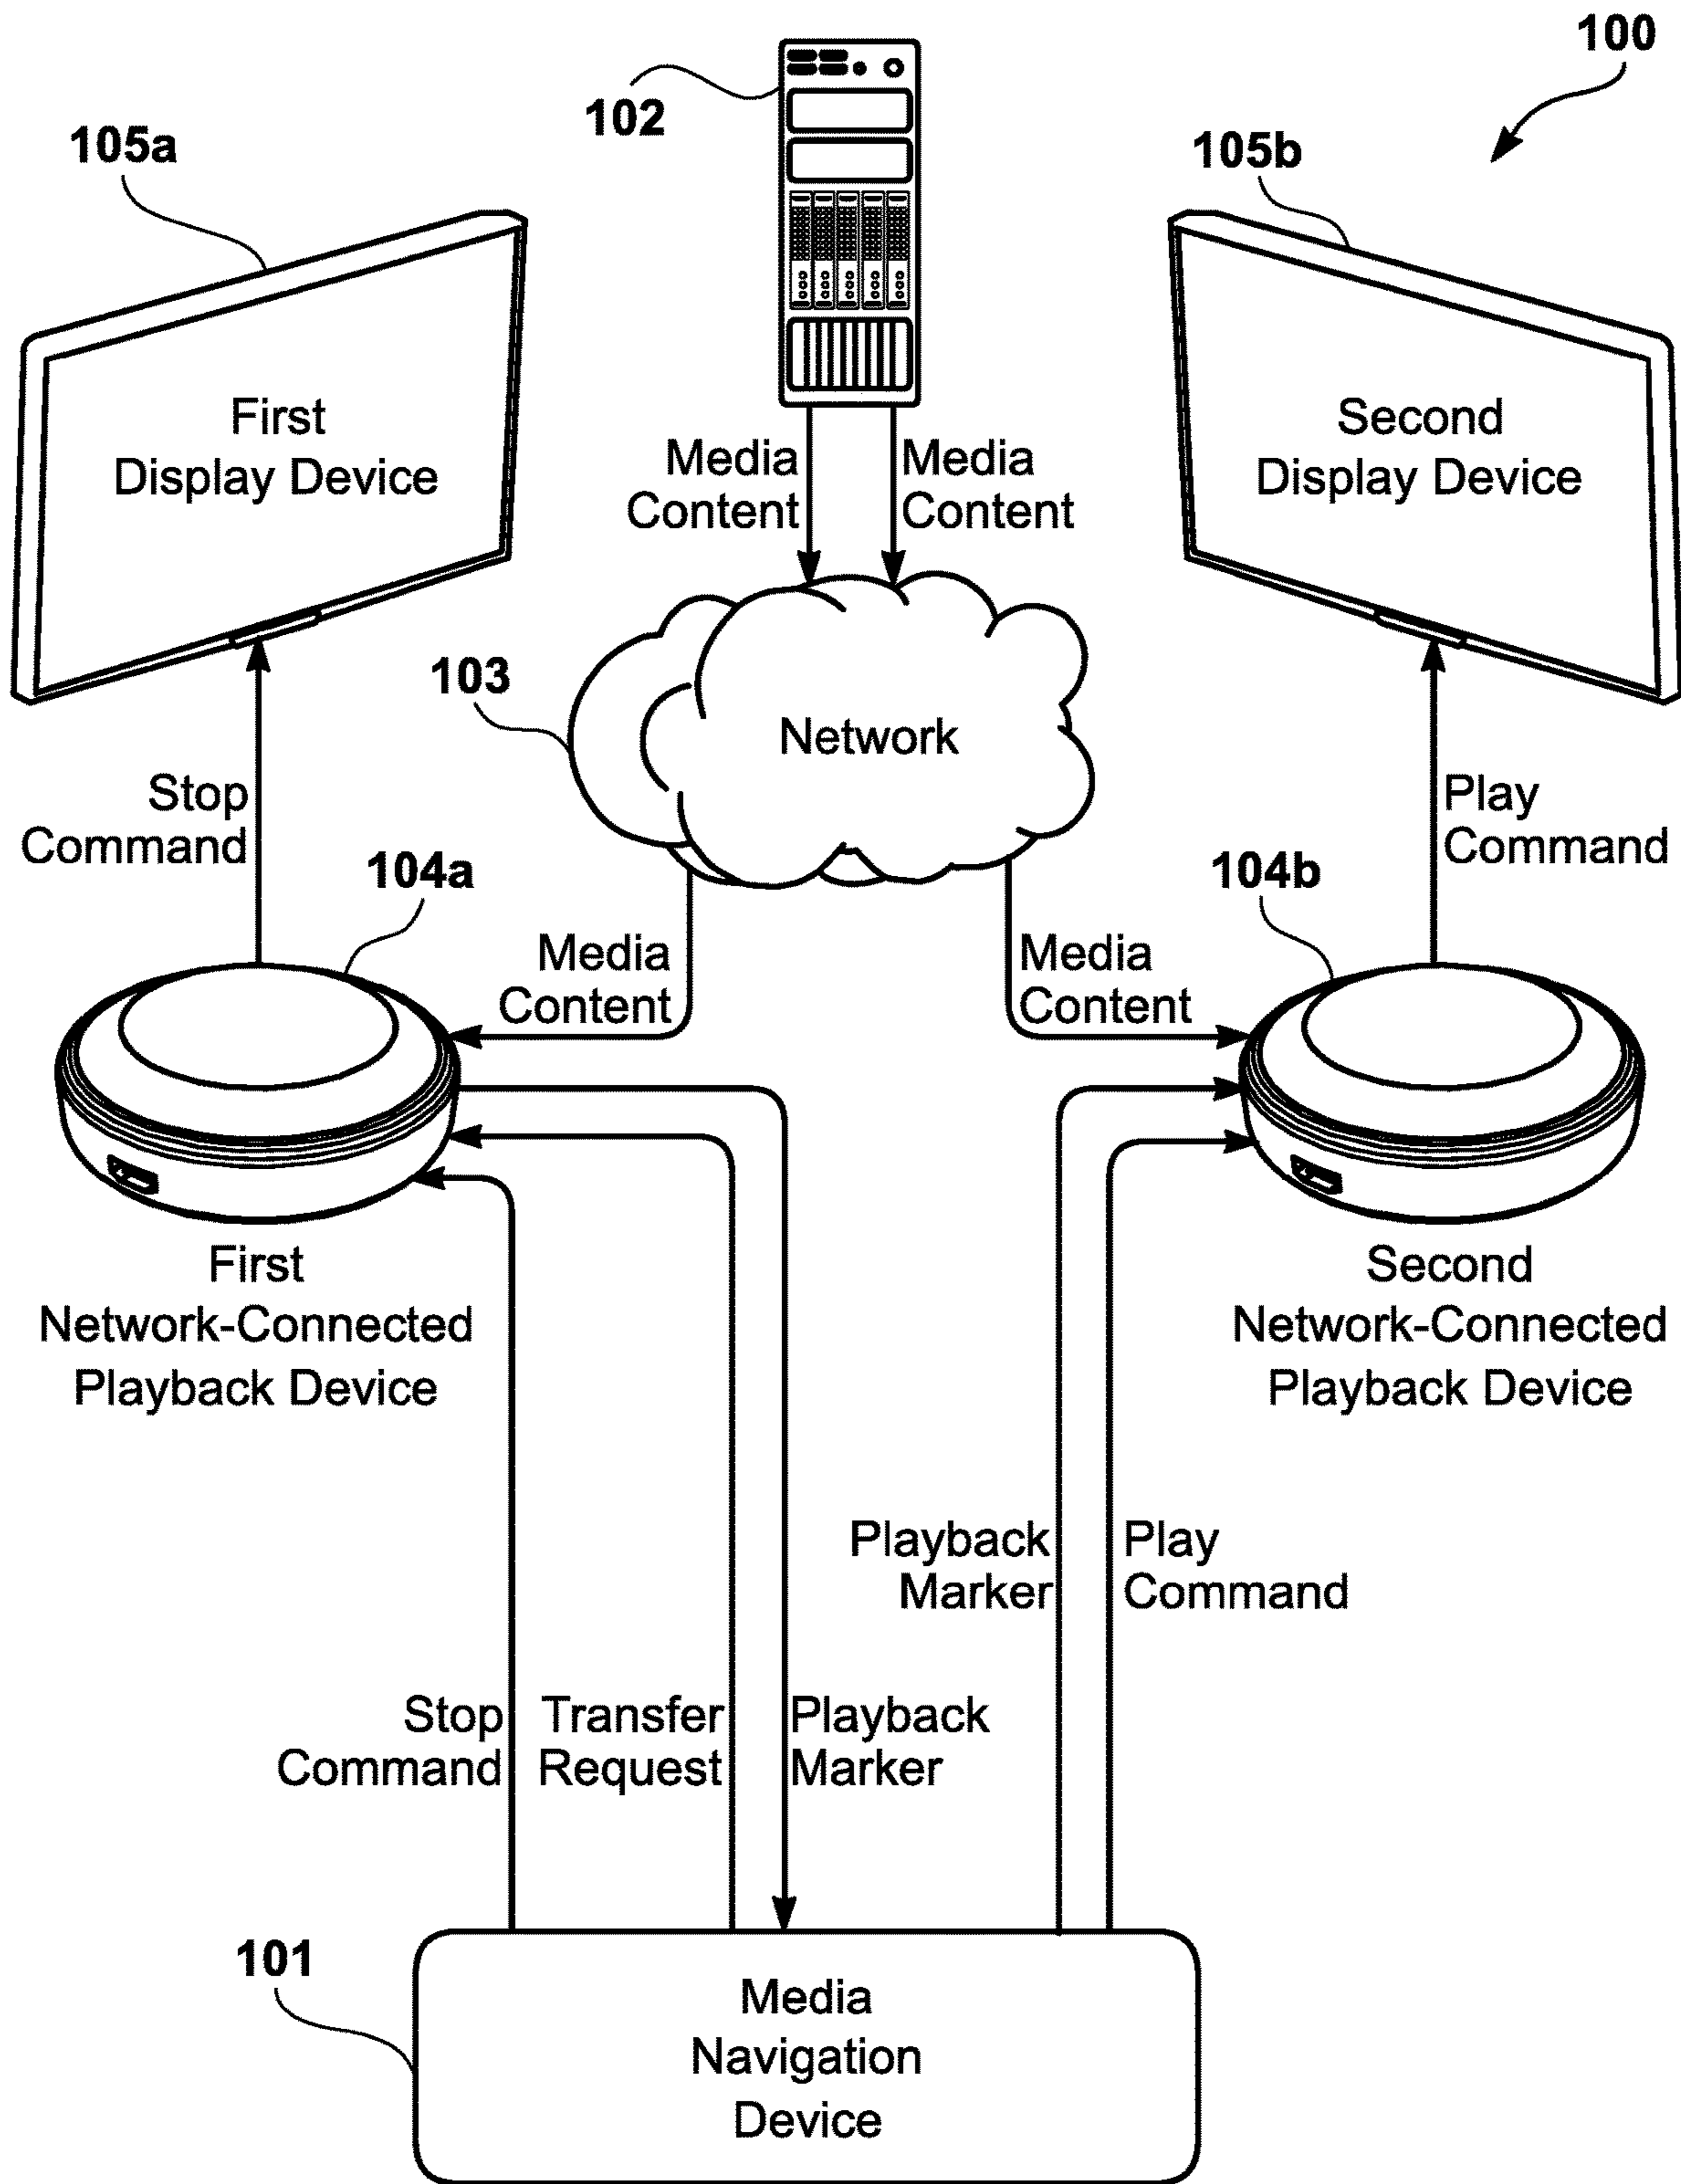 100
102
105a
105b
First
Display Device
Second
Display Device
Media
Content
Media
Content
103
Network
Stop
Command
Play
Command
104a
104b
Media
Content
Media
Content
First
Network-Connected
Playback Device
Second
Network-Connected
Playback Device
Playback
Marker
Play
Command
Stop
Command
Transfer
Request
Playback
Marker
101
Media
Navigation
Device